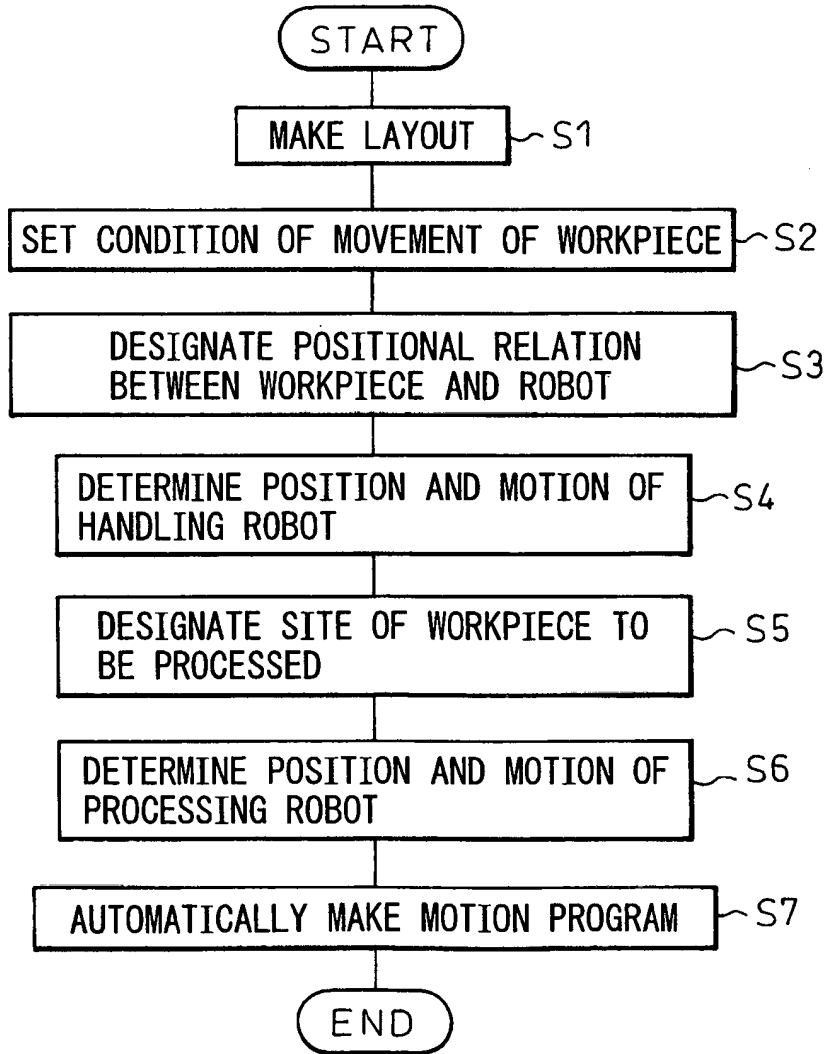 START
MAKE LAYOUT
S1
SET CONDITION OF MOVEMENT OF WORKPIECE
S2
DESIGNATE POSITIONAL RELATION
BETWEEN WORKPIECE AND ROBOT
S3
DETERMINE POSITION AND MOTION OF
HANDLING ROBOT
S4
DESIGNATE SITE OF WORKPIECE TO
BE PROCESSED
S5
DETERMINE POSITION AND MOTION OF
PROCESSING ROBOT
S6
AUTOMATICALLY MAKE MOTION PROGRAM
S7
END